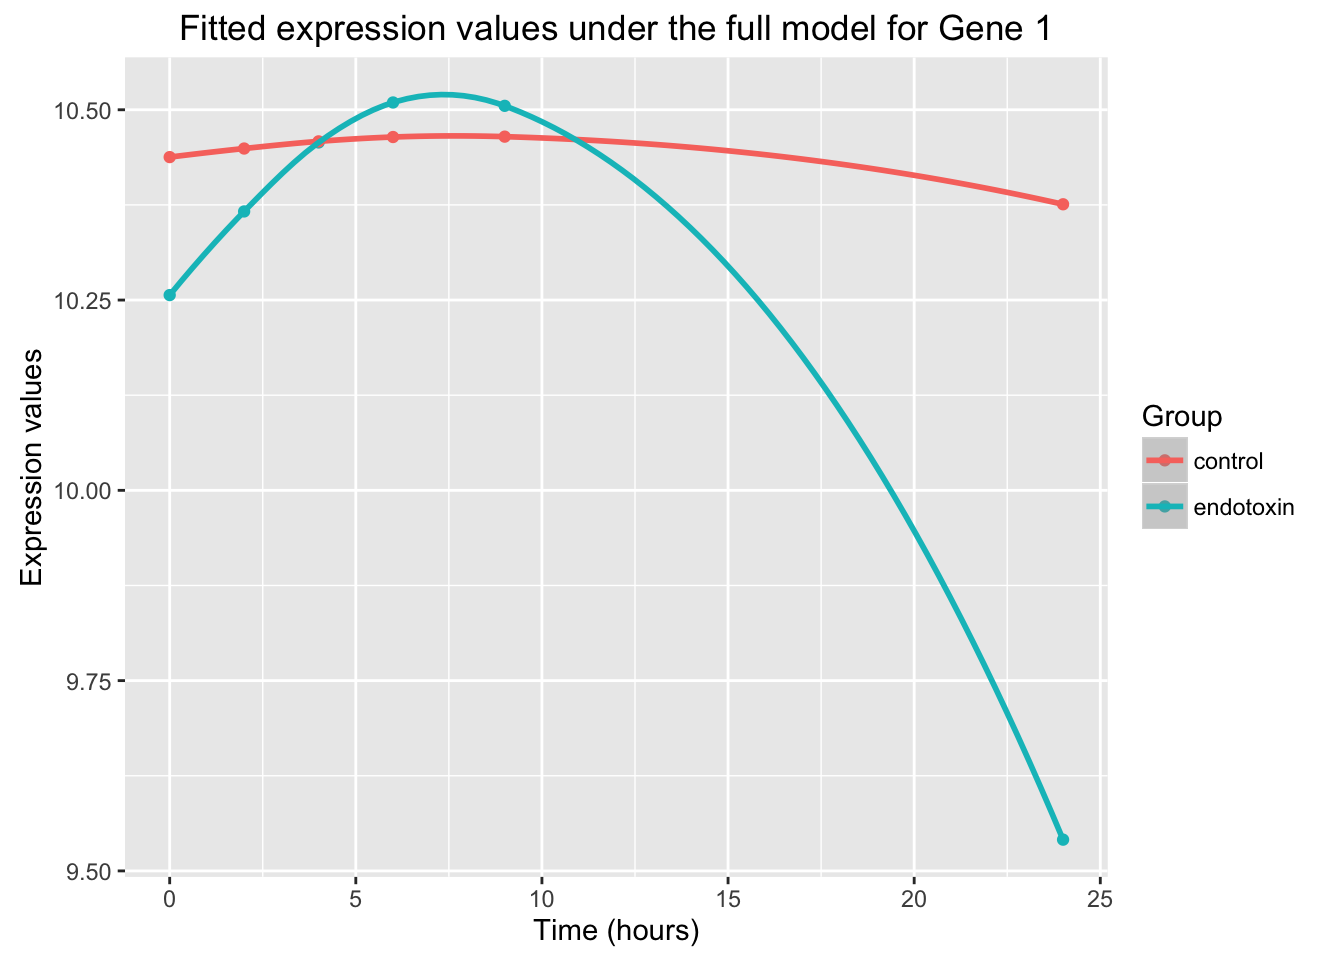 Fitted expression values under the full model for Gene 1
10.50
10.25
10.00
9.75
9.50
Expression values
0 5 10 15 20 25
Time (hours)
Group
control
endotoxin